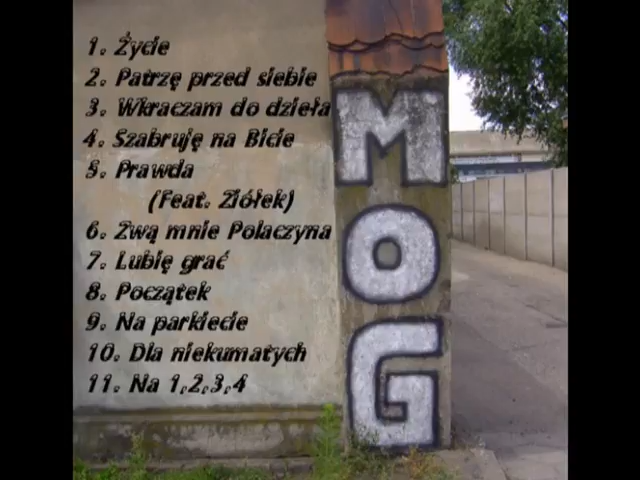 1. Życie
2. Patrzę przed siebie
3. Wkraczam do dzieła
4. Szabruję na Bicie
5. Prawda
(Feat. Ziółek)
6. Zwą mnie Polaczyna
7. Lubię grać
8. Początek
9. Na parkiecie
10. Dla niekumatych
11. Na 1,2,3,4
MOG